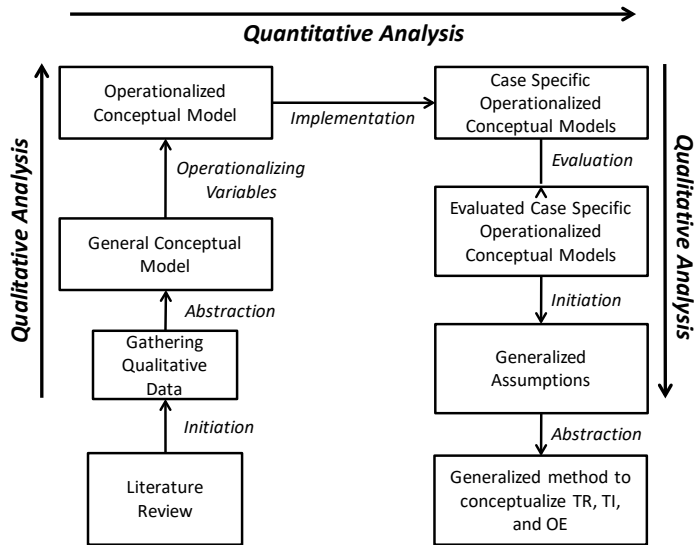 Quantitative Analysis
Qualitative Analysis
Operationalized
Conceptual Model
Implementation
Case Specific
Operationalized
Conceptual Models
Operationalizing
Variables
Evaluation
General Conceptual
Model
Evaluated Case Specific
Operationalized
Conceptual Models
Qualitative Analysis
Abstraction
Initiation
Gathering
Qualitative
Data
Generalized
Assumptions
Initiation
Abstraction
Literature
Review
Generalized method to
conceptualize TR, TI,
and OE